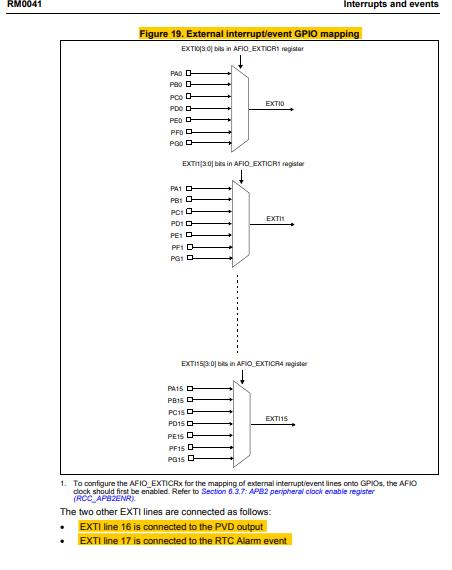 RM0041 Interrupts and events
Figure 19. External interrupt/event GPIO mapping
EXTI0[3:0] bits in AFIO_EXTICR1 register
PA0
PB0
PC0
PD0
PE0
PF0
PG0
EXTI0
EXTI1[3:0] bits in AFIO_EXTICR1 register
PA1
PB1
PC1
PD1
PE1
PF1
PG1
EXTI1
EXTI15[3:0] bits in AFIO_EXTICR4 register
PA15
PB15
PC15
PD15
PE15
PF15
PG15
EXTI15
1. To configure the AFIO_EXTICRx for the mapping of external interrupt/event lines onto GPIOs, the AFIO
clock should first be enabled. Refer to Section 6.3.7: APB2 peripheral clock enable register
(RCC_APB2ENR).
The two other EXTI lines are connected as follows:
• EXTI line 16 is connected to the PVD output
• EXTI line 17 is connected to the RTC Alarm event